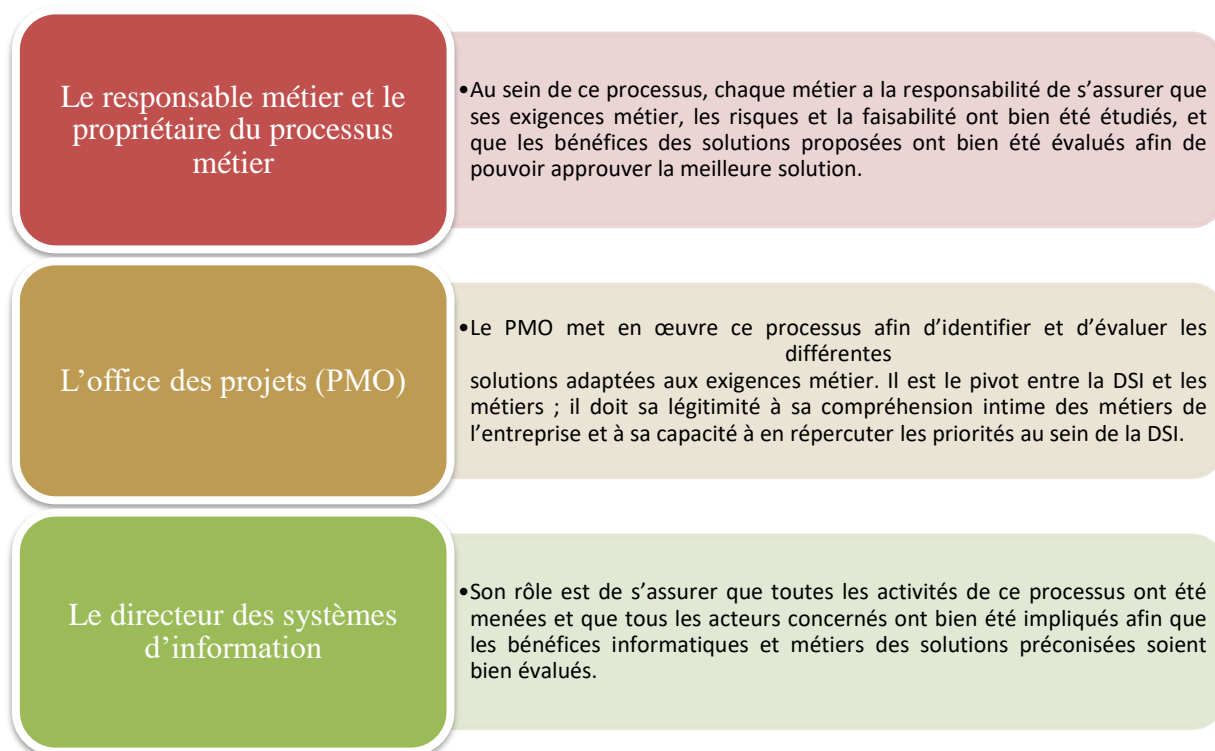 Le responsable métier et le
propriétaire du processus
métier
•Au sein de ce processus, chaque métier a la responsabilité de s’assurer que
ses exigences métier, les risques et la faisabilité ont bien été étudiés, et
que les bénéfices des solutions proposées ont bien été évalués afin de
pouvoir approuver la meilleure solution.
L’office des projets (PMO)
•Le PMO met en œuvre ce processus afin d’identifier et d’évaluer les
différentes
solutions adaptées aux exigences métier. Il est le pivot entre la DSI et les
métiers ; il doit sa légitimité à sa compréhension intime des métiers de
l’entreprise et à sa capacité à en répercuter les priorités au sein de la DSI.
Le directeur des systèmes
d’information
•Son rôle est de s’assurer que toutes les activités de ce processus ont été
menées et que tous les acteurs concernés ont bien été impliqués afin que
les bénéfices informatiques et métiers des solutions préconisées soient
bien évalués.